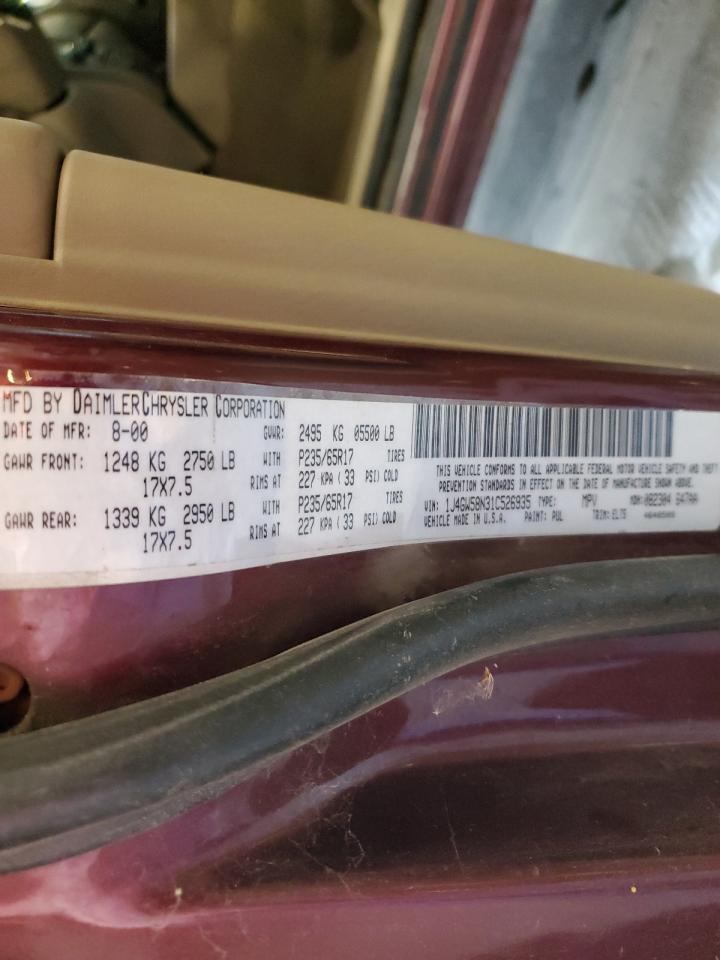 MFD BY DAIMLERCHRYSLER CORPORATION
DATE OF MFR: 8-00 GVWR: 2495 KG 05500 LB
GAWR FRONT: 1248 KG 2750 LB WITH P235/65R17 TIRES
17X7.5 RIMS AT 227 KPA ( 33 PSI) COLD
GAWR REAR: 1339 KG 2950 LB WITH P235/65R17 TIRES
17X7.5 RIMS AT 227 KPA ( 33 PSI) COLD
THIS VEHICLE CONFORMS TO ALL APPLICABLE FEDERAL MOTOR VEHICLE SAFETY AND THEFT
PREVENTION STANDARDS IN EFFECT ON THE DATE OF MANUFACTURE SHOWN ABOVE.
VIN: 1J4GW58N31C526935 TYPE: MPV MDH:
VEHICLE MADE IN U.S.A. PAINT: PUL TRIM: